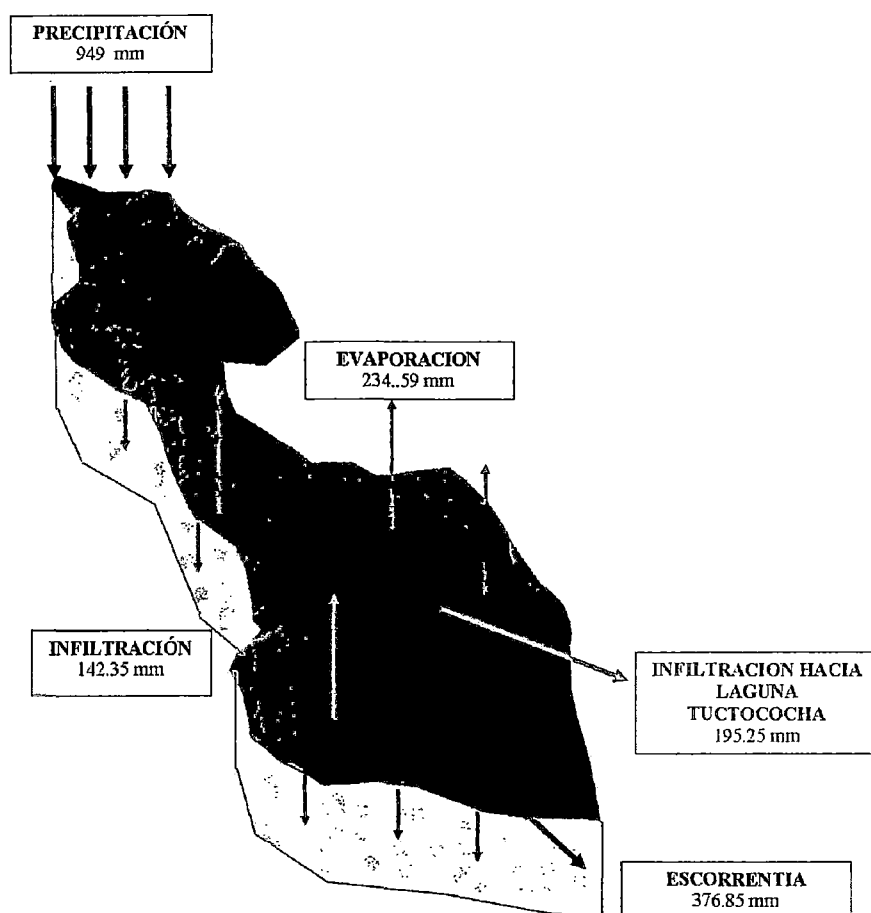 PRECIPITACIÓN
949 mm
EVAPORACION
234..59 mm
INFILTRACIÓN
142.35 mm
INFILTRACION HACIA
LAGUNA
TUCTOCOCHA
195.25 mm
ESCORRENTIA
376.85 mm